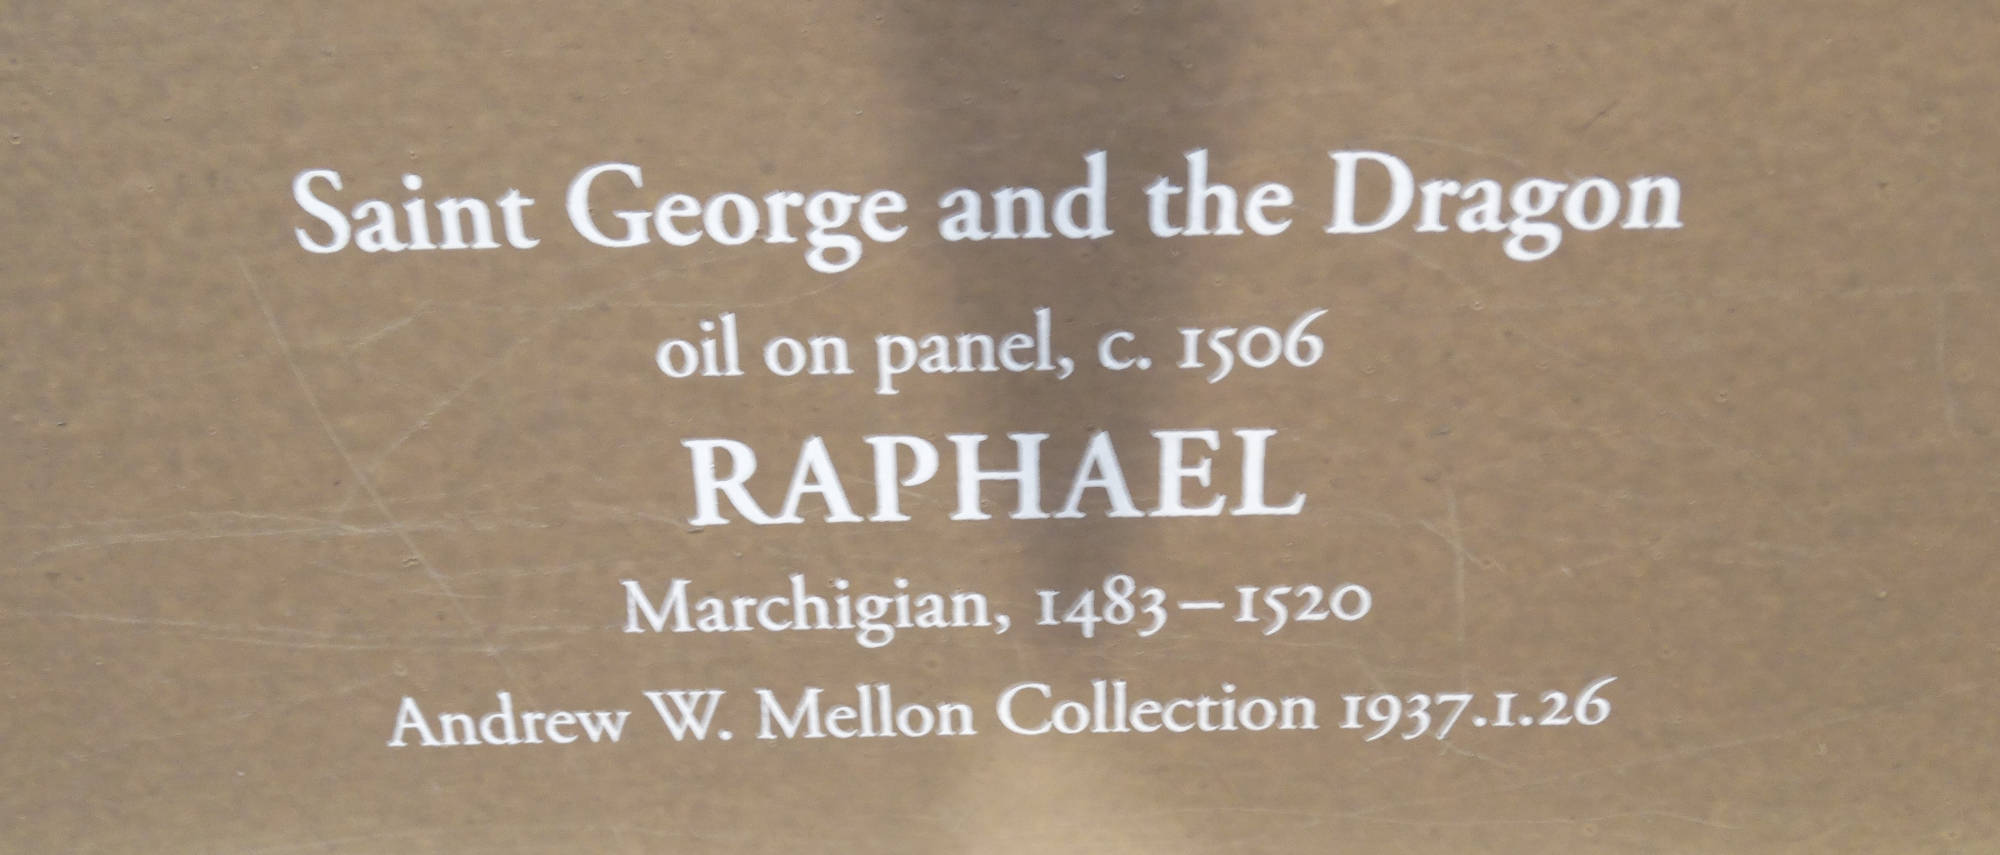 Saint George and the Dragon
oil on panel, c. 1506
RAPHAEL
Marchigian, 1483–1520
Andrew W. Mellon Collection 1937.1.26